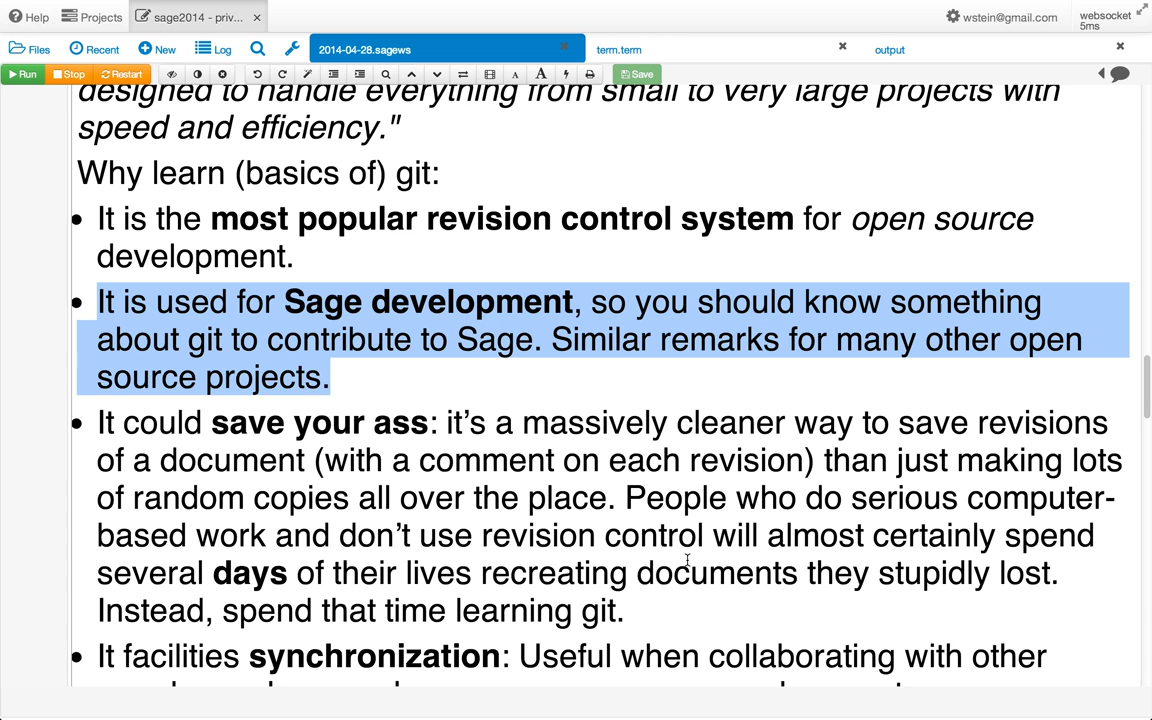 Help Projects sage2014 - priv... × wstein@gmail.com websocket
5ms
Files Recent New Log 2014-04-28.sagews term.term output
Run Stop Restart A A Save
designed to handle everything from small to very large projects with
speed and efficiency."
Why learn (basics of) git:
• It is the most popular revision control system for open source
development.
• It is used for Sage development, so you should know something
about git to contribute to Sage. Similar remarks for many other open
source projects.
• It could save your ass: it's a massively cleaner way to save revisions
of a document (with a comment on each revision) than just making lots
of random copies all over the place. People who do serious computer-
based work and don't use revision control will almost certainly spend
several days of their lives recreating documents they stupidly lost.
Instead, spend that time learning git.
• It facilities synchronization: Useful when collaborating with other